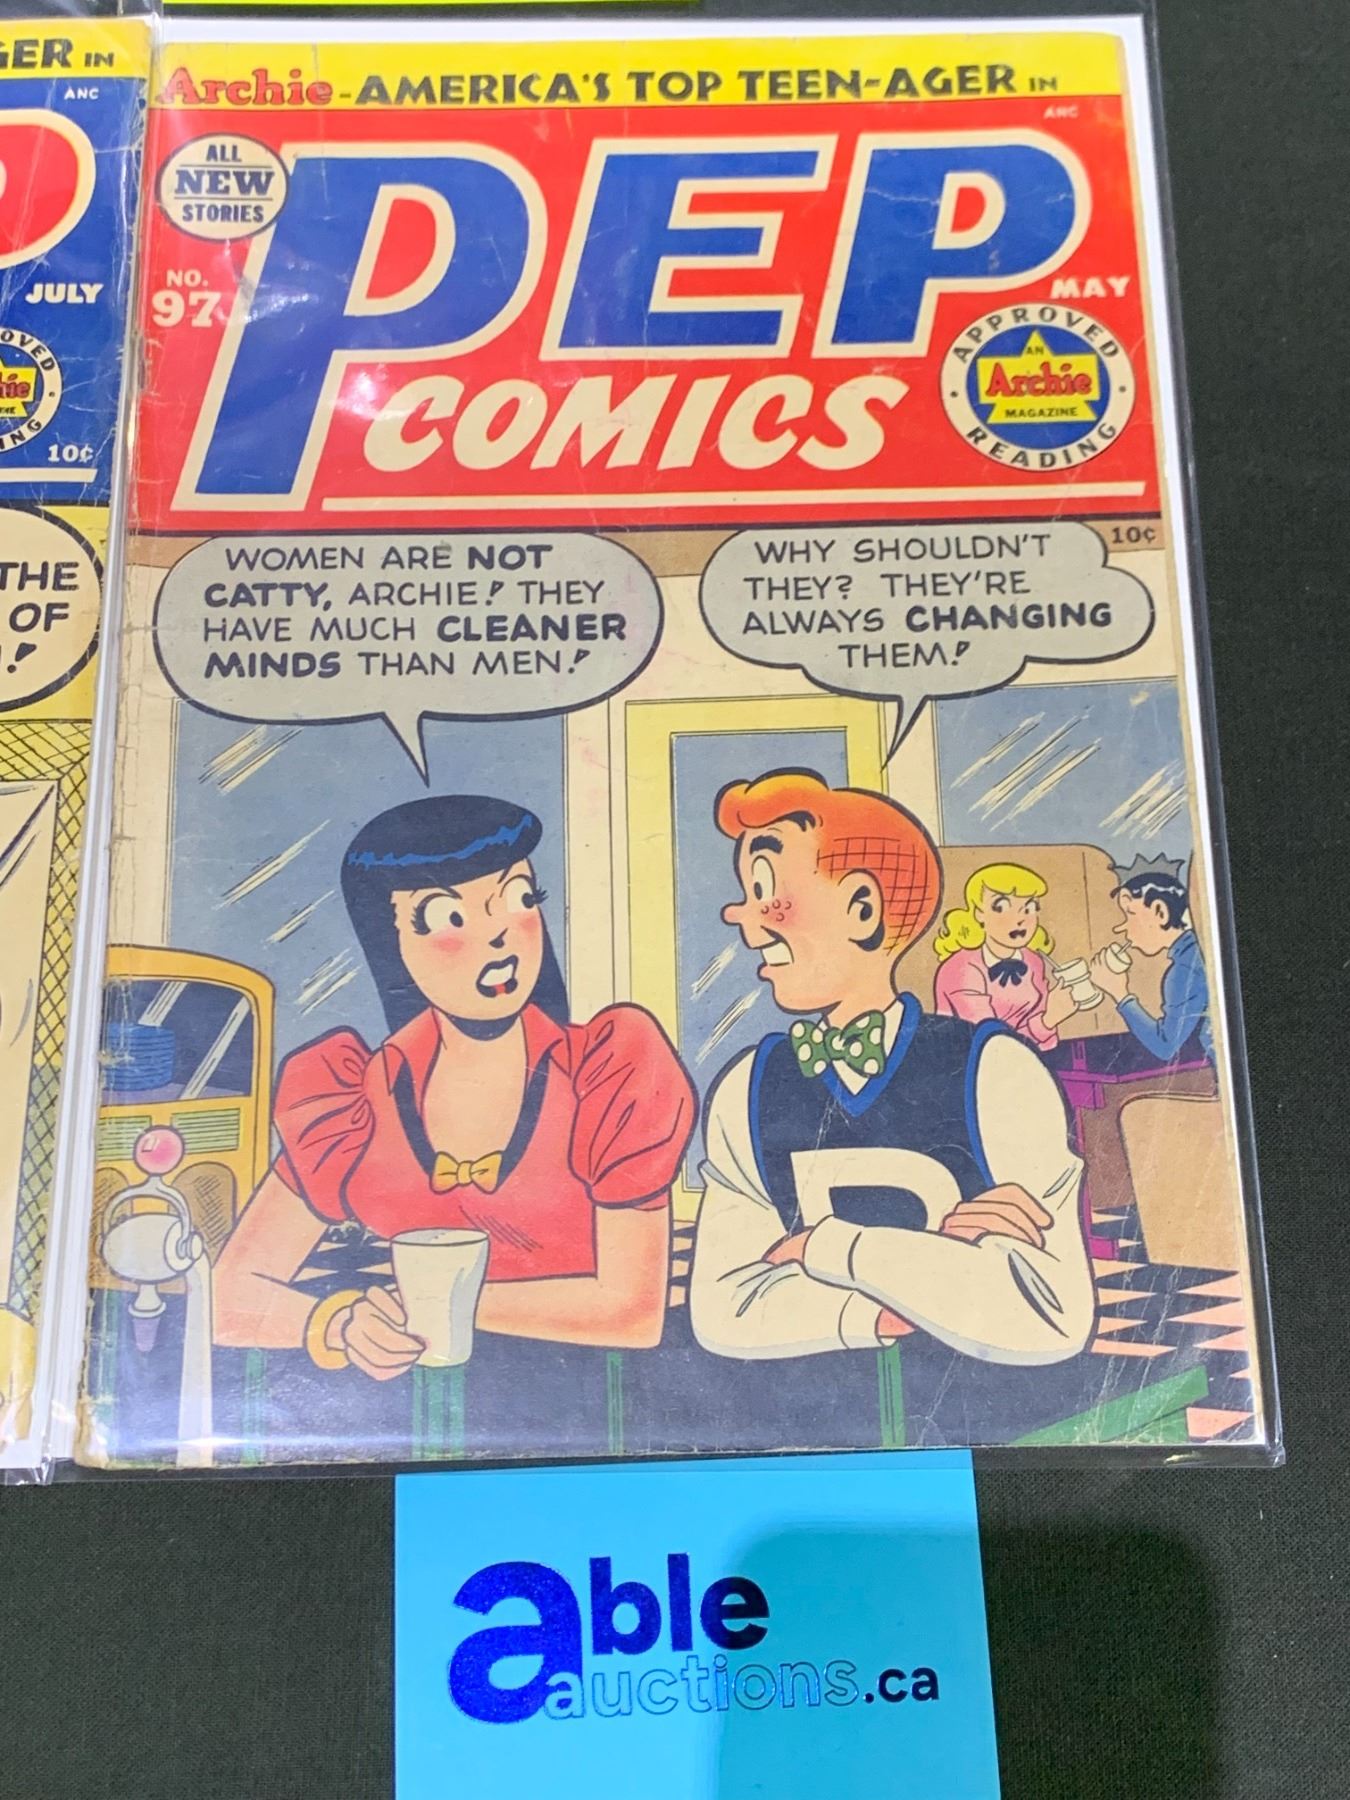 GER IN
ANC
JULY
10¢
THE
OF
Archie-AMERICA'S TOP TEEN-AGER IN
ANC
ALL
NEW
STORIES
NO.
97
PEP
COMICS
MAY
APPROVED
AN
Archie
MAGAZINE
READING
10¢
WOMEN ARE NOT
CATTY, ARCHIE! THEY
HAVE MUCH CLEANER
MINDS THAN MEN!
WHY SHOULDN'T
THEY? THEY'RE
ALWAYS CHANGING
THEM!
R
able
auctions.ca